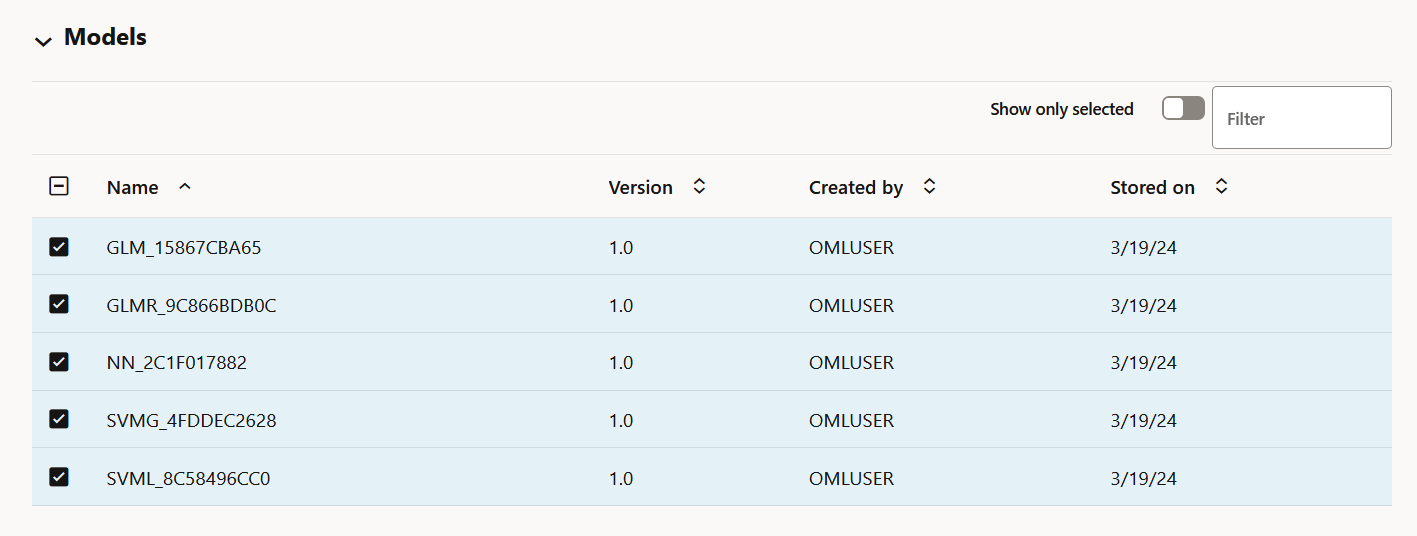 Models
Show only selected Filter
Name Version Created by Stored on
GLM_15867CBA65 1.0 OMLUSER 3/19/24
GLMR_9C866BDB0C 1.0 OMLUSER 3/19/24
NN_2C1F017882 1.0 OMLUSER 3/19/24
SVMG_4FDDEC2628 1.0 OMLUSER 3/19/24
SVML_8C58496CC0 1.0 OMLUSER 3/19/24